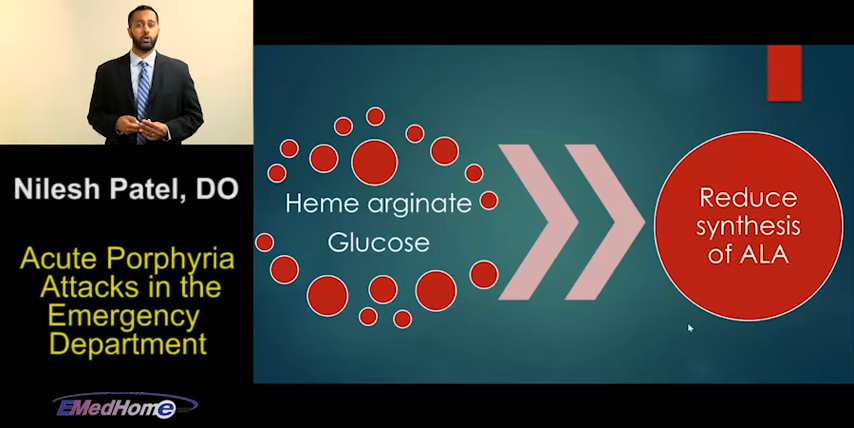 Nilesh Patel, DO
Acute Porphyria
Attacks in the
Emergency
Department
EMedHome
Heme arginate
Glucose
Reduce
synthesis
of ALA